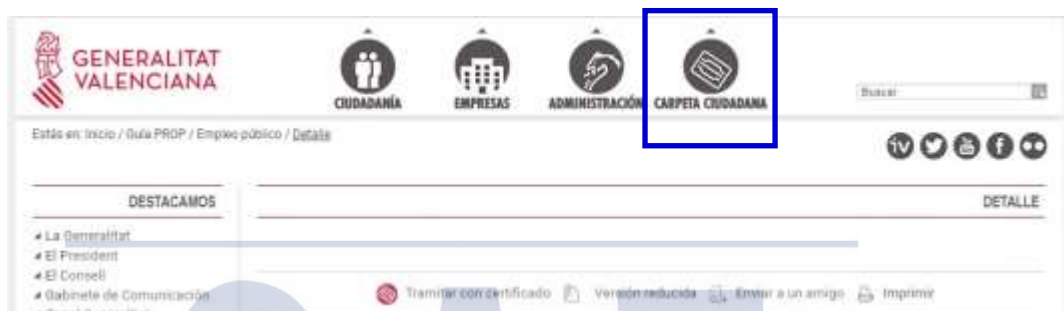 GENERALITAT
VALENCIANA
CIUDADANÍA
EMPRESAS
ADMINISTRACIÓN
CARPETA CIUDADANA
Buscar
Estás en: Inicio / Guía PROP / Empleo público / Detalle
DESTACAMOS
DETALLE
La Generalitat
El President
El Consell
Gabinete de Comunicación
Tramitar con certificado
Versión reducida
Enviar a un amigo
Imprimir